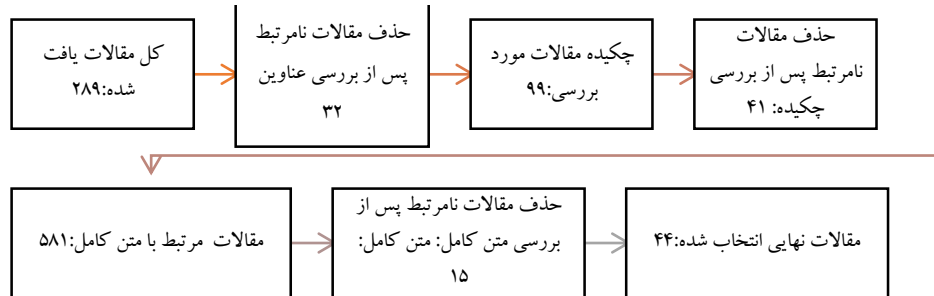 کل مقالات یافت
شده:۲۸۹
حذف مقالات نامرتبط
پس از بررسی عناوین
۳۲
چکیده مقالات مورد
بررسی:۹۹
حذف مقالات
نامرتبط پس از بررسی
چکیده: ۴۱
مقالات مرتبط با متن کامل:۵۸۱
حذف مقالات نامرتبط پس از
بررسی متن کامل: متن کامل:
۱۵
مقالات نهایی انتخاب شده:۴۴